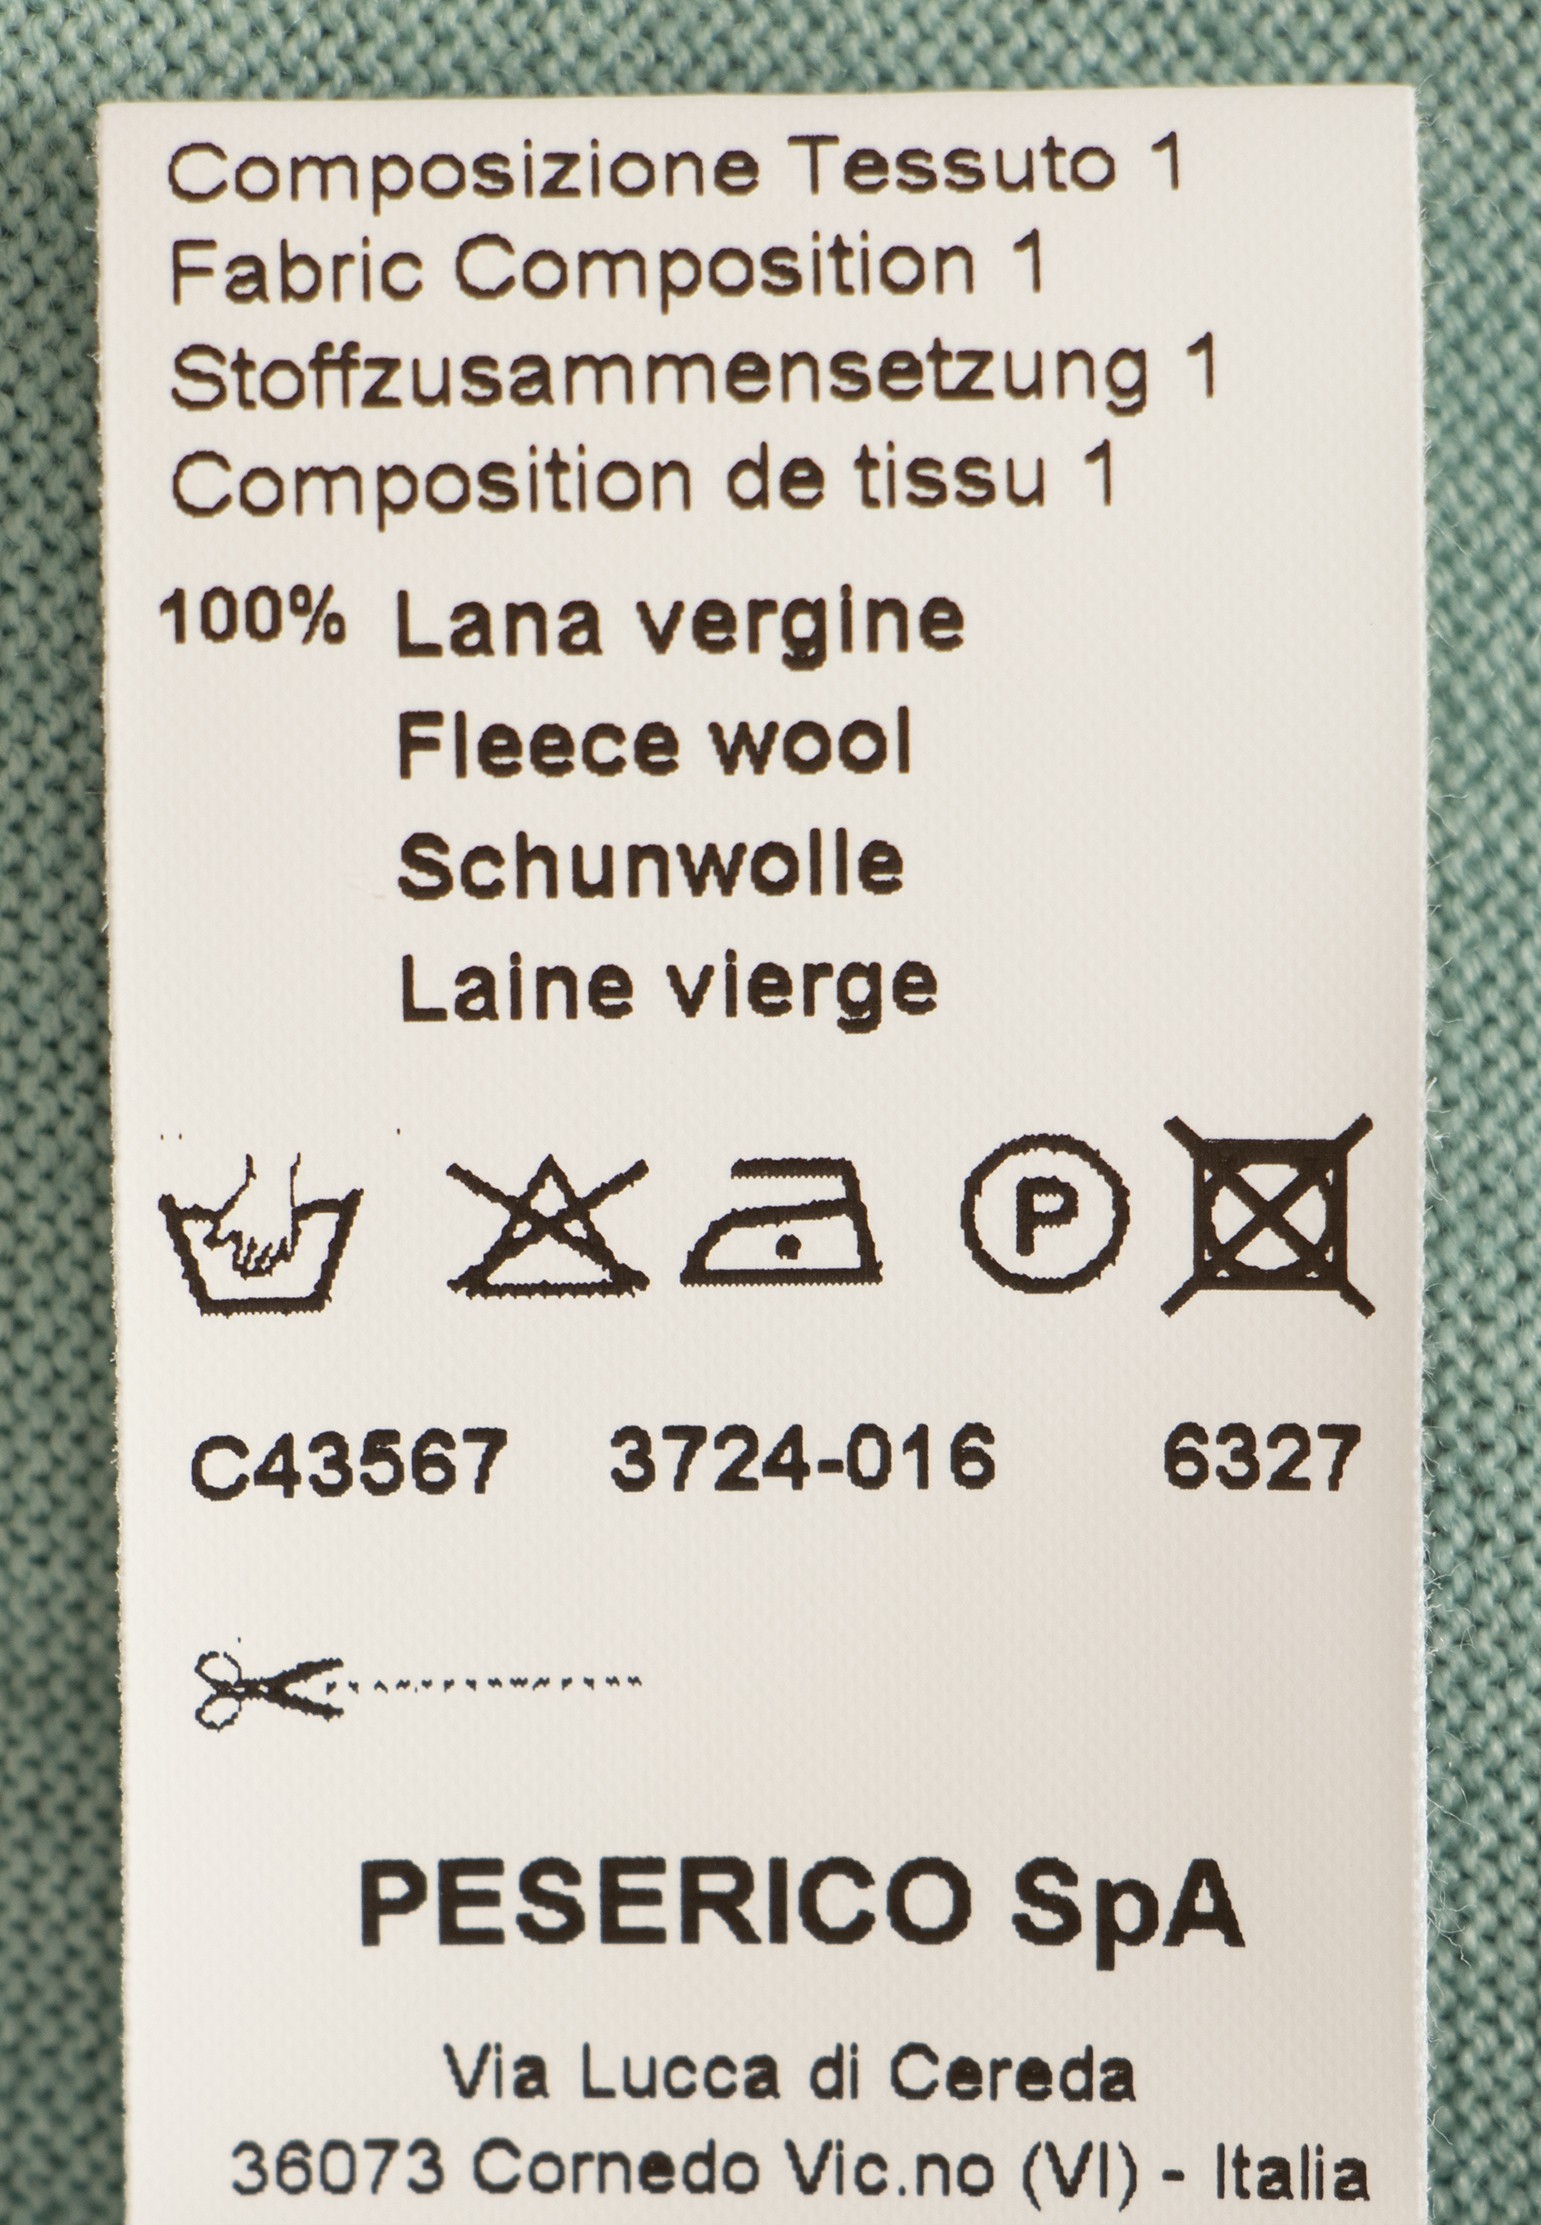 Composizione Tessuto 1
Fabric Composition 1
Stoffzusammensetzung 1
Composition de tissu 1
100% Lana vergine
Fleece wool
Schunwolle
Laine vierge
P
C43567 3724-016 6327
PESERICO SpA
Via Lucca di Cereda
36073 Cornedo Vic.no (VI) - Italia